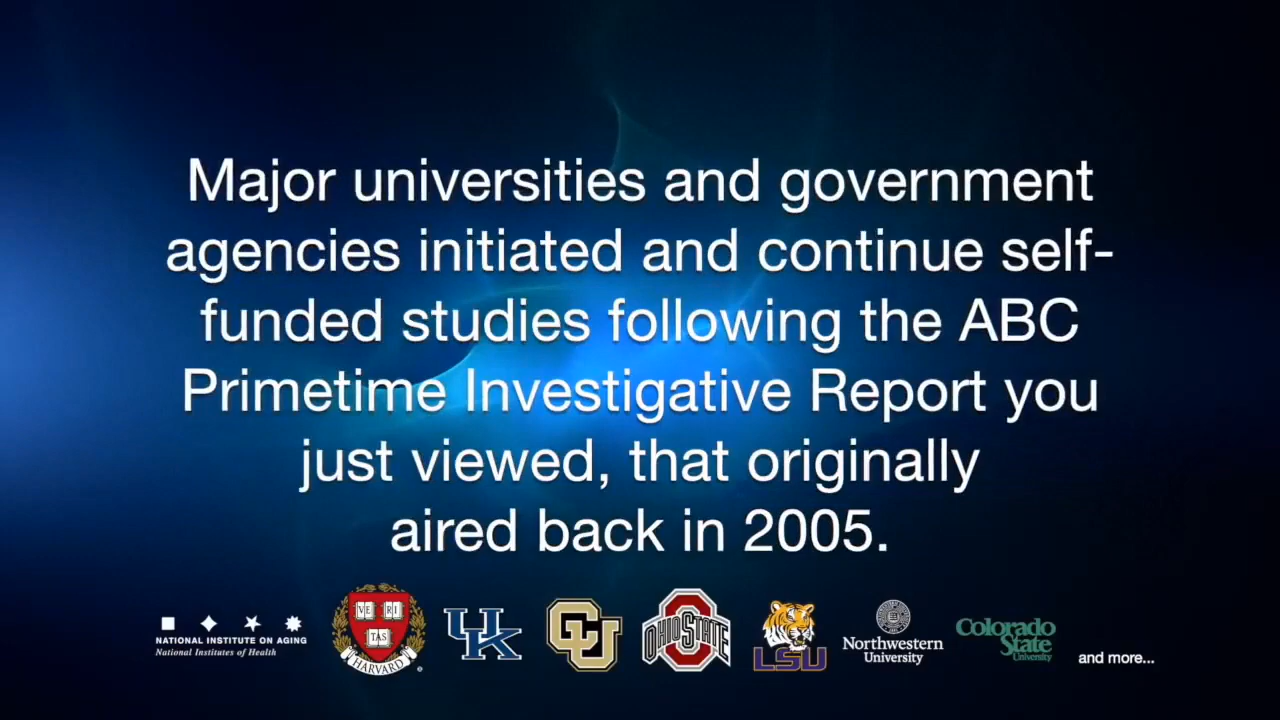 Major universities and government
agencies initiated and continue self-
funded studies following the ABC
Primetime Investigative Report you
just viewed, that originally
aired back in 2005.
NATIONAL INSTITUTE ON AGING
National Institutes of Health
VE RI
TAS
HARVARD
UK
CU
OHIO STATE
LSU
Northwestern
University
Colorado
State
University
and more...